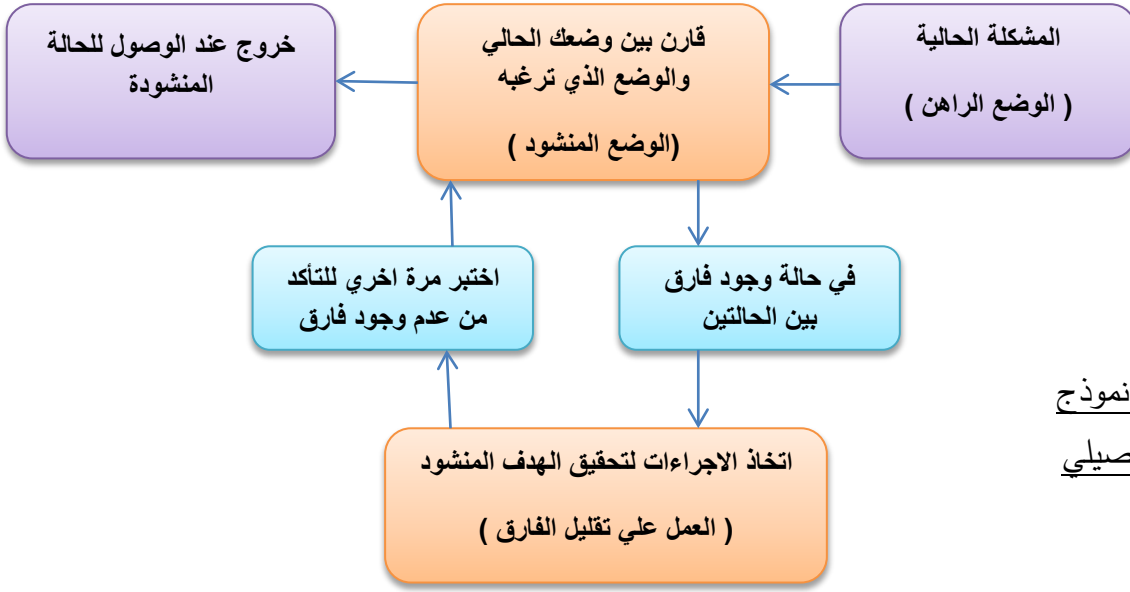 المشكلة الحالية
( الوضع الراهن )
قارن بين وضعك الحالي
والوضع الذي ترغبه
(الوضع المنشود )
خروج عند الوصول للحالة
المنشودة
في حالة وجود فارق
بين الحالتين
اختبر مرة اخري للتأكد
من عدم وجود فارق
اتخاذ الاجراءات لتحقيق الهدف المنشود
( العمل علي تقليل الفارق )
نموذج
صيلي